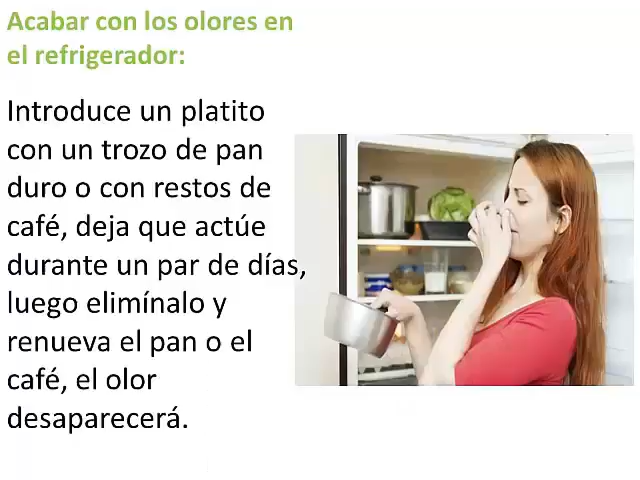 Acabar con los olores en
el refrigerador:
Introduce un platito
con un trozo de pan
duro o con restos de
café, deja que actúe
durante un par de días,
luego elimínalo y
renueva el pan o el
café, el olor
desaparecerá.